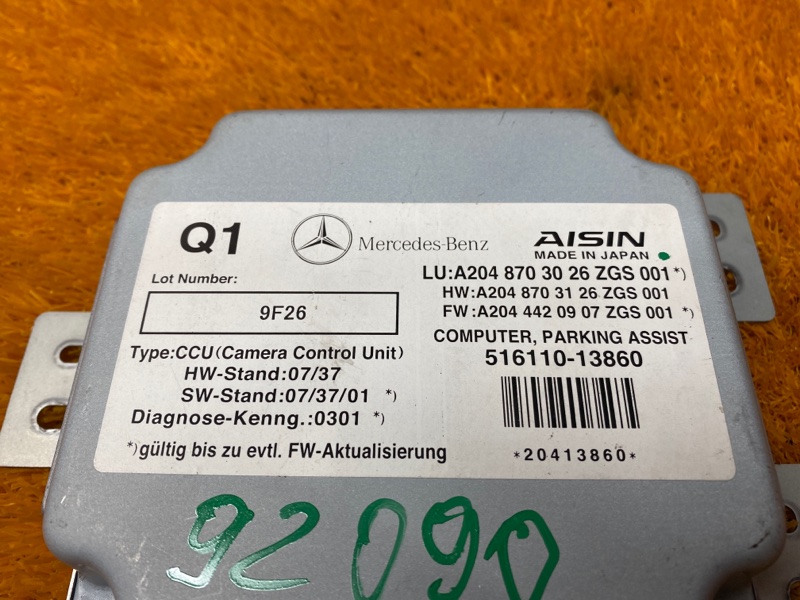 Q1
Mercedes-Benz
AISIN
MADE IN JAPAN
Lot Number:
9F26
LU:A204 870 30 26 ZGS 001*)
HW:A204 870 31 26 ZGS 001
FW:A204 442 09 07 ZGS 001*)
Type:CCU(Camera Control Unit)
HW-Stand:07/37
SW-Stand:07/37/01 *)
Diagnose-Kenng.:0301 *)
*)gültig bis zu evtl. FW-Aktualisierung
COMPUTER, PARKING ASSIST
516110-13860
*20413860*
92090